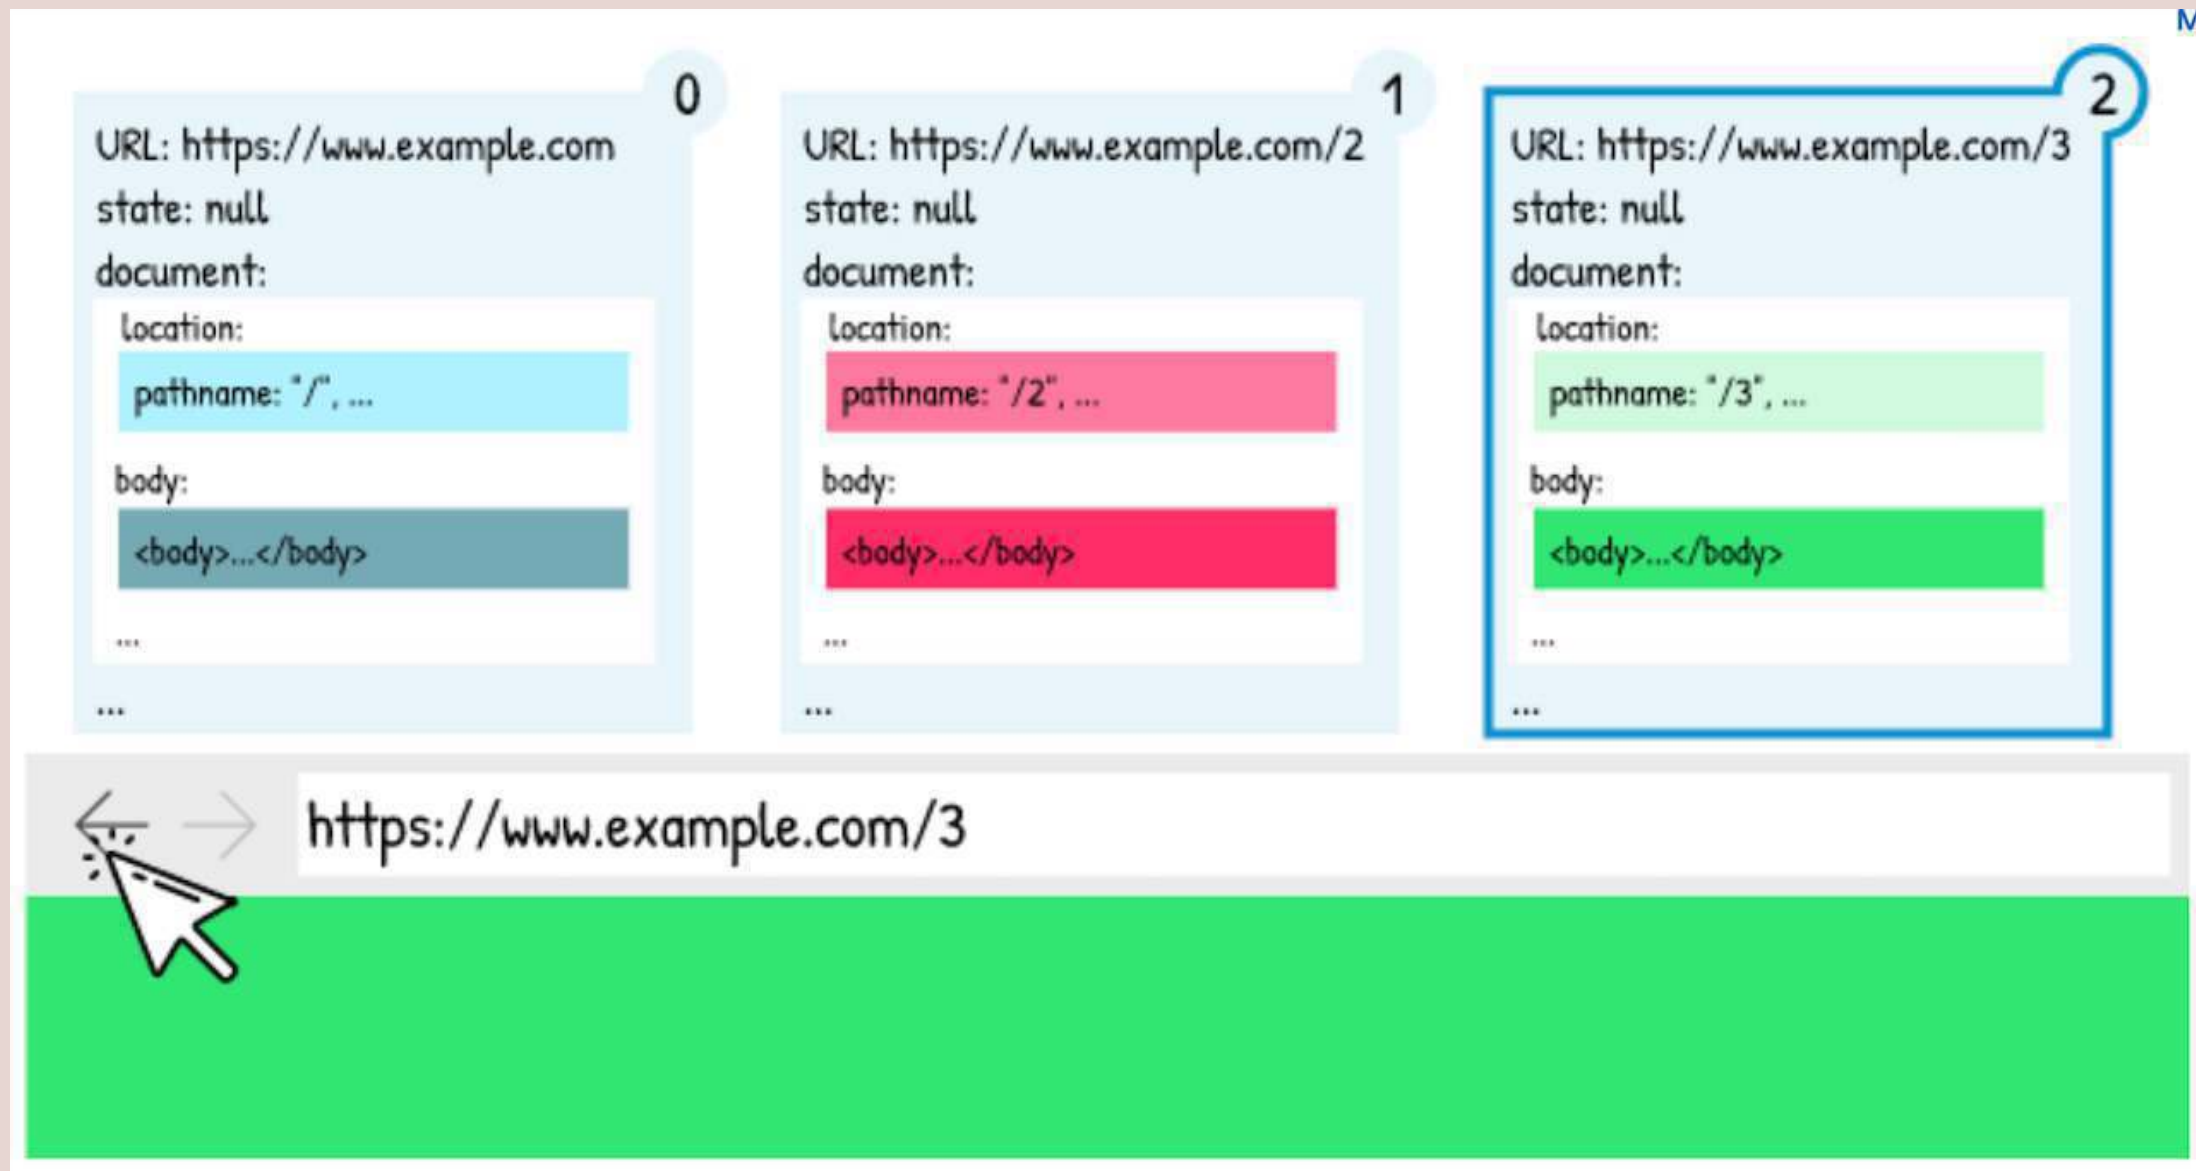 0
URL: https://www.example.com
state: null
document:
location:
pathname: "/", ...
body:
<body>...</body>
...
...
1
URL: https://www.example.com/2
state: null
document:
location:
pathname: "/2", ...
body:
<body>...</body>
...
...
2
URL: https://www.example.com/3
state: null
document:
location:
pathname: "/3", ...
body:
<body>...</body>
...
...
https://www.example.com/3